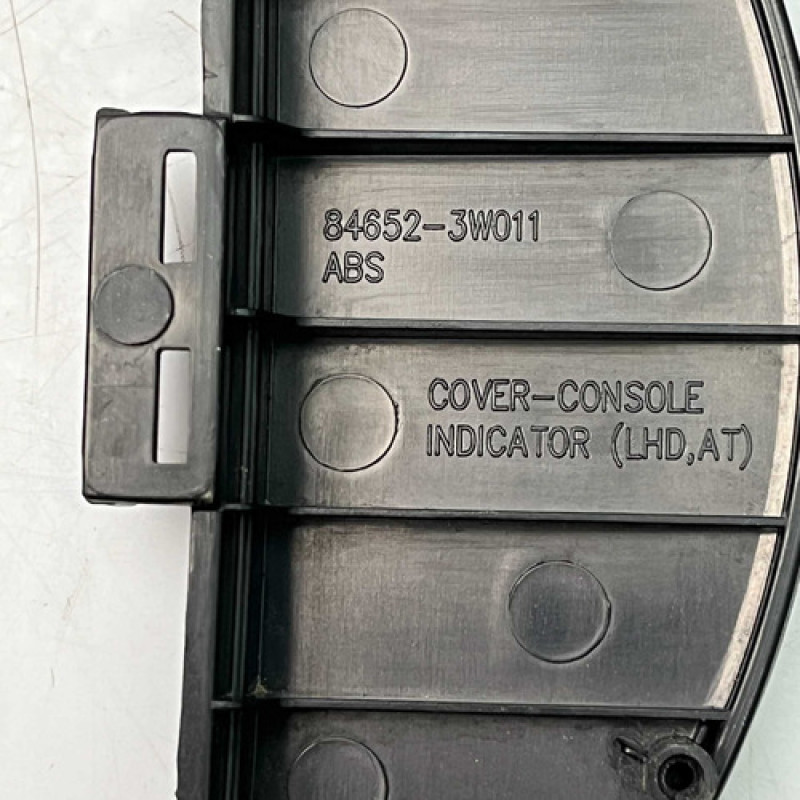 84652-3W011
ABS
COVER-CONSOLE
INDICATOR (LHD,AT)